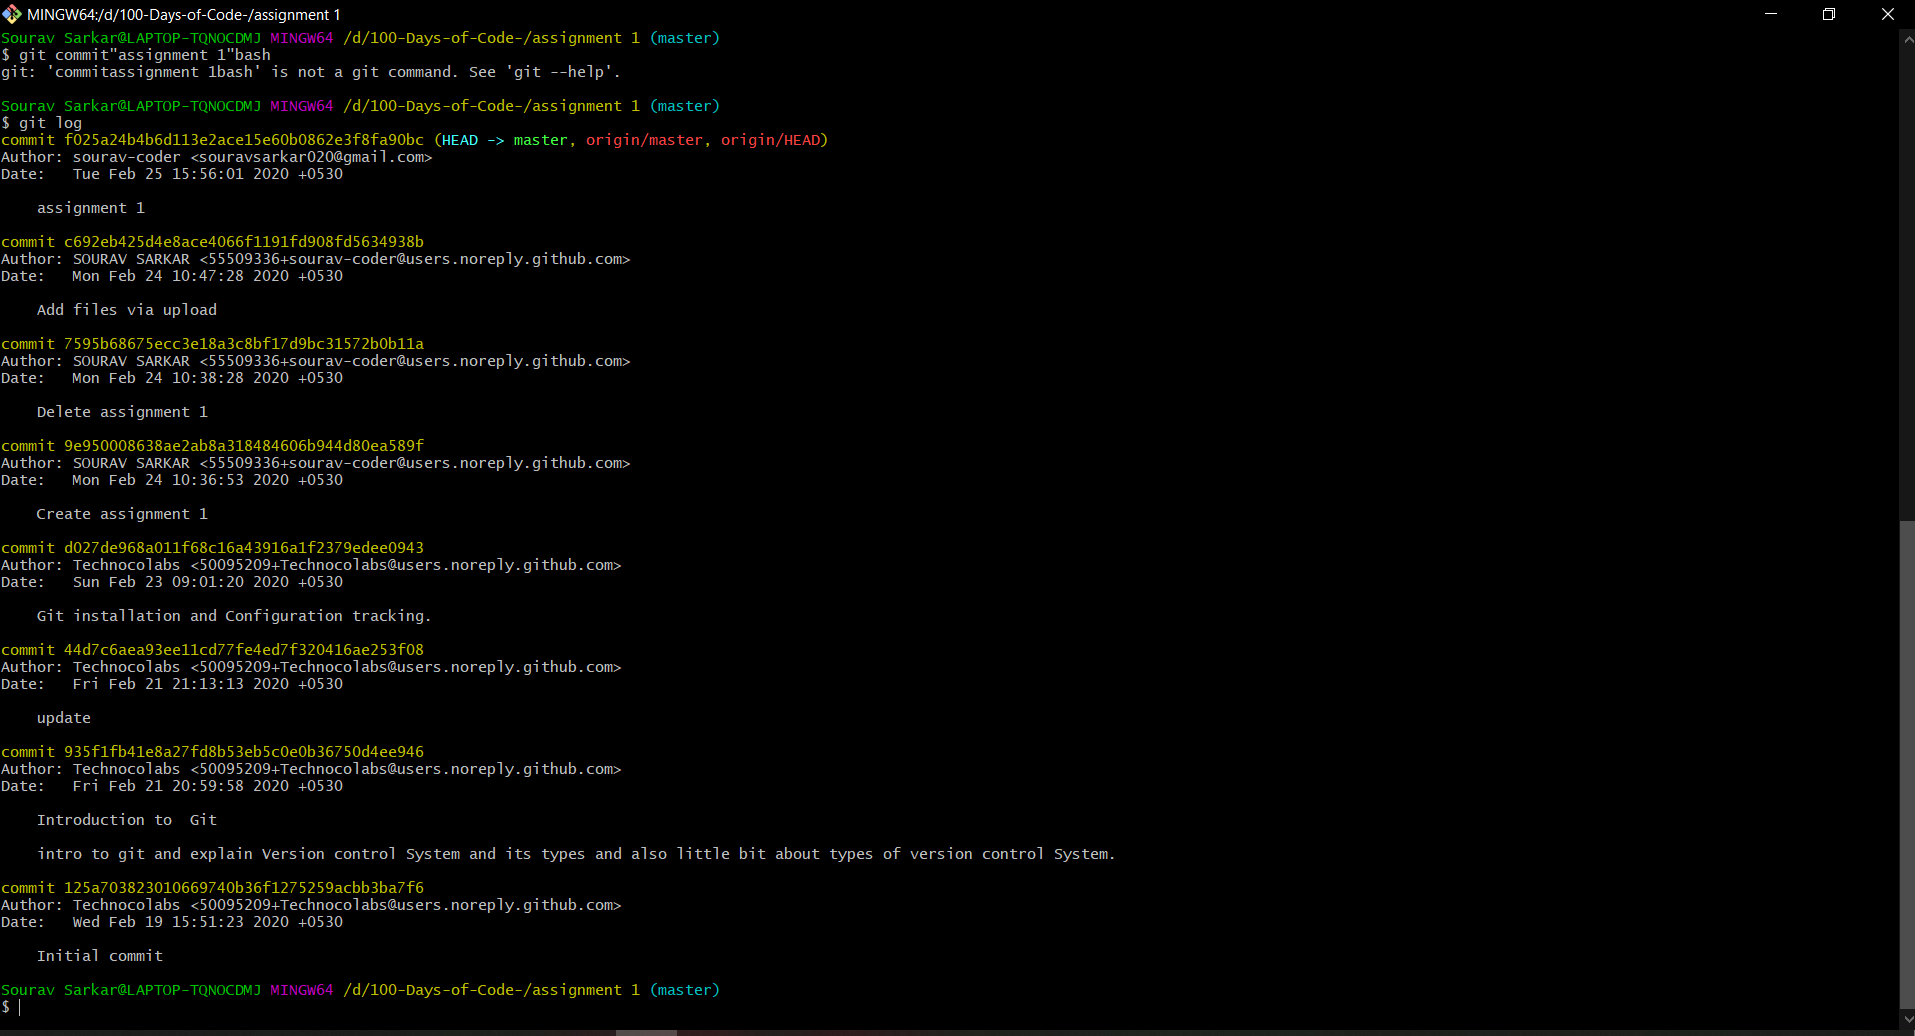 MINGW64:/d/100-Days-of-Code-/assignment 1
Sourav Sarkar@LAPTOP-TQNOCDMJ MINGW64 /d/100-Days-of-Code-/assignment 1 (master)
$ git commit"assignment 1"bash
git: 'commitassignment 1bash' is not a git command. See 'git --help'.
Sourav Sarkar@LAPTOP-TQNOCDMJ MINGW64 /d/100-Days-of-Code-/assignment 1 (master)
$ git log
commit f025a24b4b6d113e2ace15e60b0862e3f8fa90bc (HEAD -> master, origin/master, origin/HEAD)
Author: sourav-coder <souravsarkar020@gmail.com>
Date:   Tue Feb 25 15:56:01 2020 +0530
    assignment 1
commit c692eb425d4e8ace4066f1191fd908fd5634938b
Author: SOURAV SARKAR <55509336+sourav-coder@users.noreply.github.com>
Date:   Mon Feb 24 10:47:28 2020 +0530
    Add files via upload
commit 7595b68675ecc3e18a3c8bf17d9bc31572b0b11a
Author: SOURAV SARKAR <55509336+sourav-coder@users.noreply.github.com>
Date:   Mon Feb 24 10:38:28 2020 +0530
    Delete assignment 1
commit 9e950008638ae2ab8a318484606b944d80ea589f
Author: SOURAV SARKAR <55509336+sourav-coder@users.noreply.github.com>
Date:   Mon Feb 24 10:36:53 2020 +0530
    Create assignment 1
commit d027de968a011f68c16a43916a1f2379edee0943
Author: Technocolabs <50095209+Technocolabs@users.noreply.github.com>
Date:   Sun Feb 23 09:01:20 2020 +0530
    Git installation and Configuration tracking.
commit 44d7c6aea93ee11cd77fe4ed7f320416ae253f08
Author: Technocolabs <50095209+Technocolabs@users.noreply.github.com>
Date:   Fri Feb 21 21:13:13 2020 +0530
    update
commit 935f1fb41e8a27fd8b53eb5c0e0b36750d4ee946
Author: Technocolabs <50095209+Technocolabs@users.noreply.github.com>
Date:   Fri Feb 21 20:59:58 2020 +0530
    Introduction to  Git
    intro to git and explain Version control System and its types and also little bit about types of version control System.
commit 125a703823010669740b36f1275259acbb3ba7f6
Author: Technocolabs <50095209+Technocolabs@users.noreply.github.com>
Date:   Wed Feb 19 15:51:23 2020 +0530
    Initial commit
Sourav Sarkar@LAPTOP-TQNOCDMJ MINGW64 /d/100-Days-of-Code-/assignment 1 (master)
$